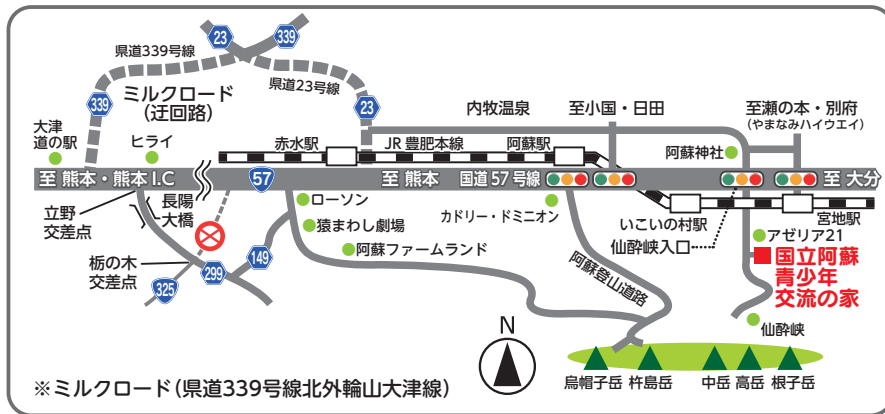 23
339
県道339号線
県道23号線
339
ミルクロード
(迂回路)
23
内牧温泉
至小国・日田
至瀬の本・別府
(やまなみハイウエイ)
大津
道の駅
ヒライ
赤水駅
JR 豊肥本線
阿蘇駅
阿蘇神社
至 熊本・熊本I.C
57
至 熊本
国道57号線
至 大分
立野
交差点
長陽
大橋
ローソン
カドリー・ドミニオン
いこいの村駅
宮地駅
猿まわし劇場
仙酔峡入口
アゼリア21
阿蘇ファームランド
栃の木
交差点
149
299
325
阿蘇登山道路
国立阿蘇
青少年
交流の家
仙酔峡
N
烏帽子岳
杵島岳
中岳
高岳
根子岳
※ミルクロード(県道339号線北外輪山大津線)